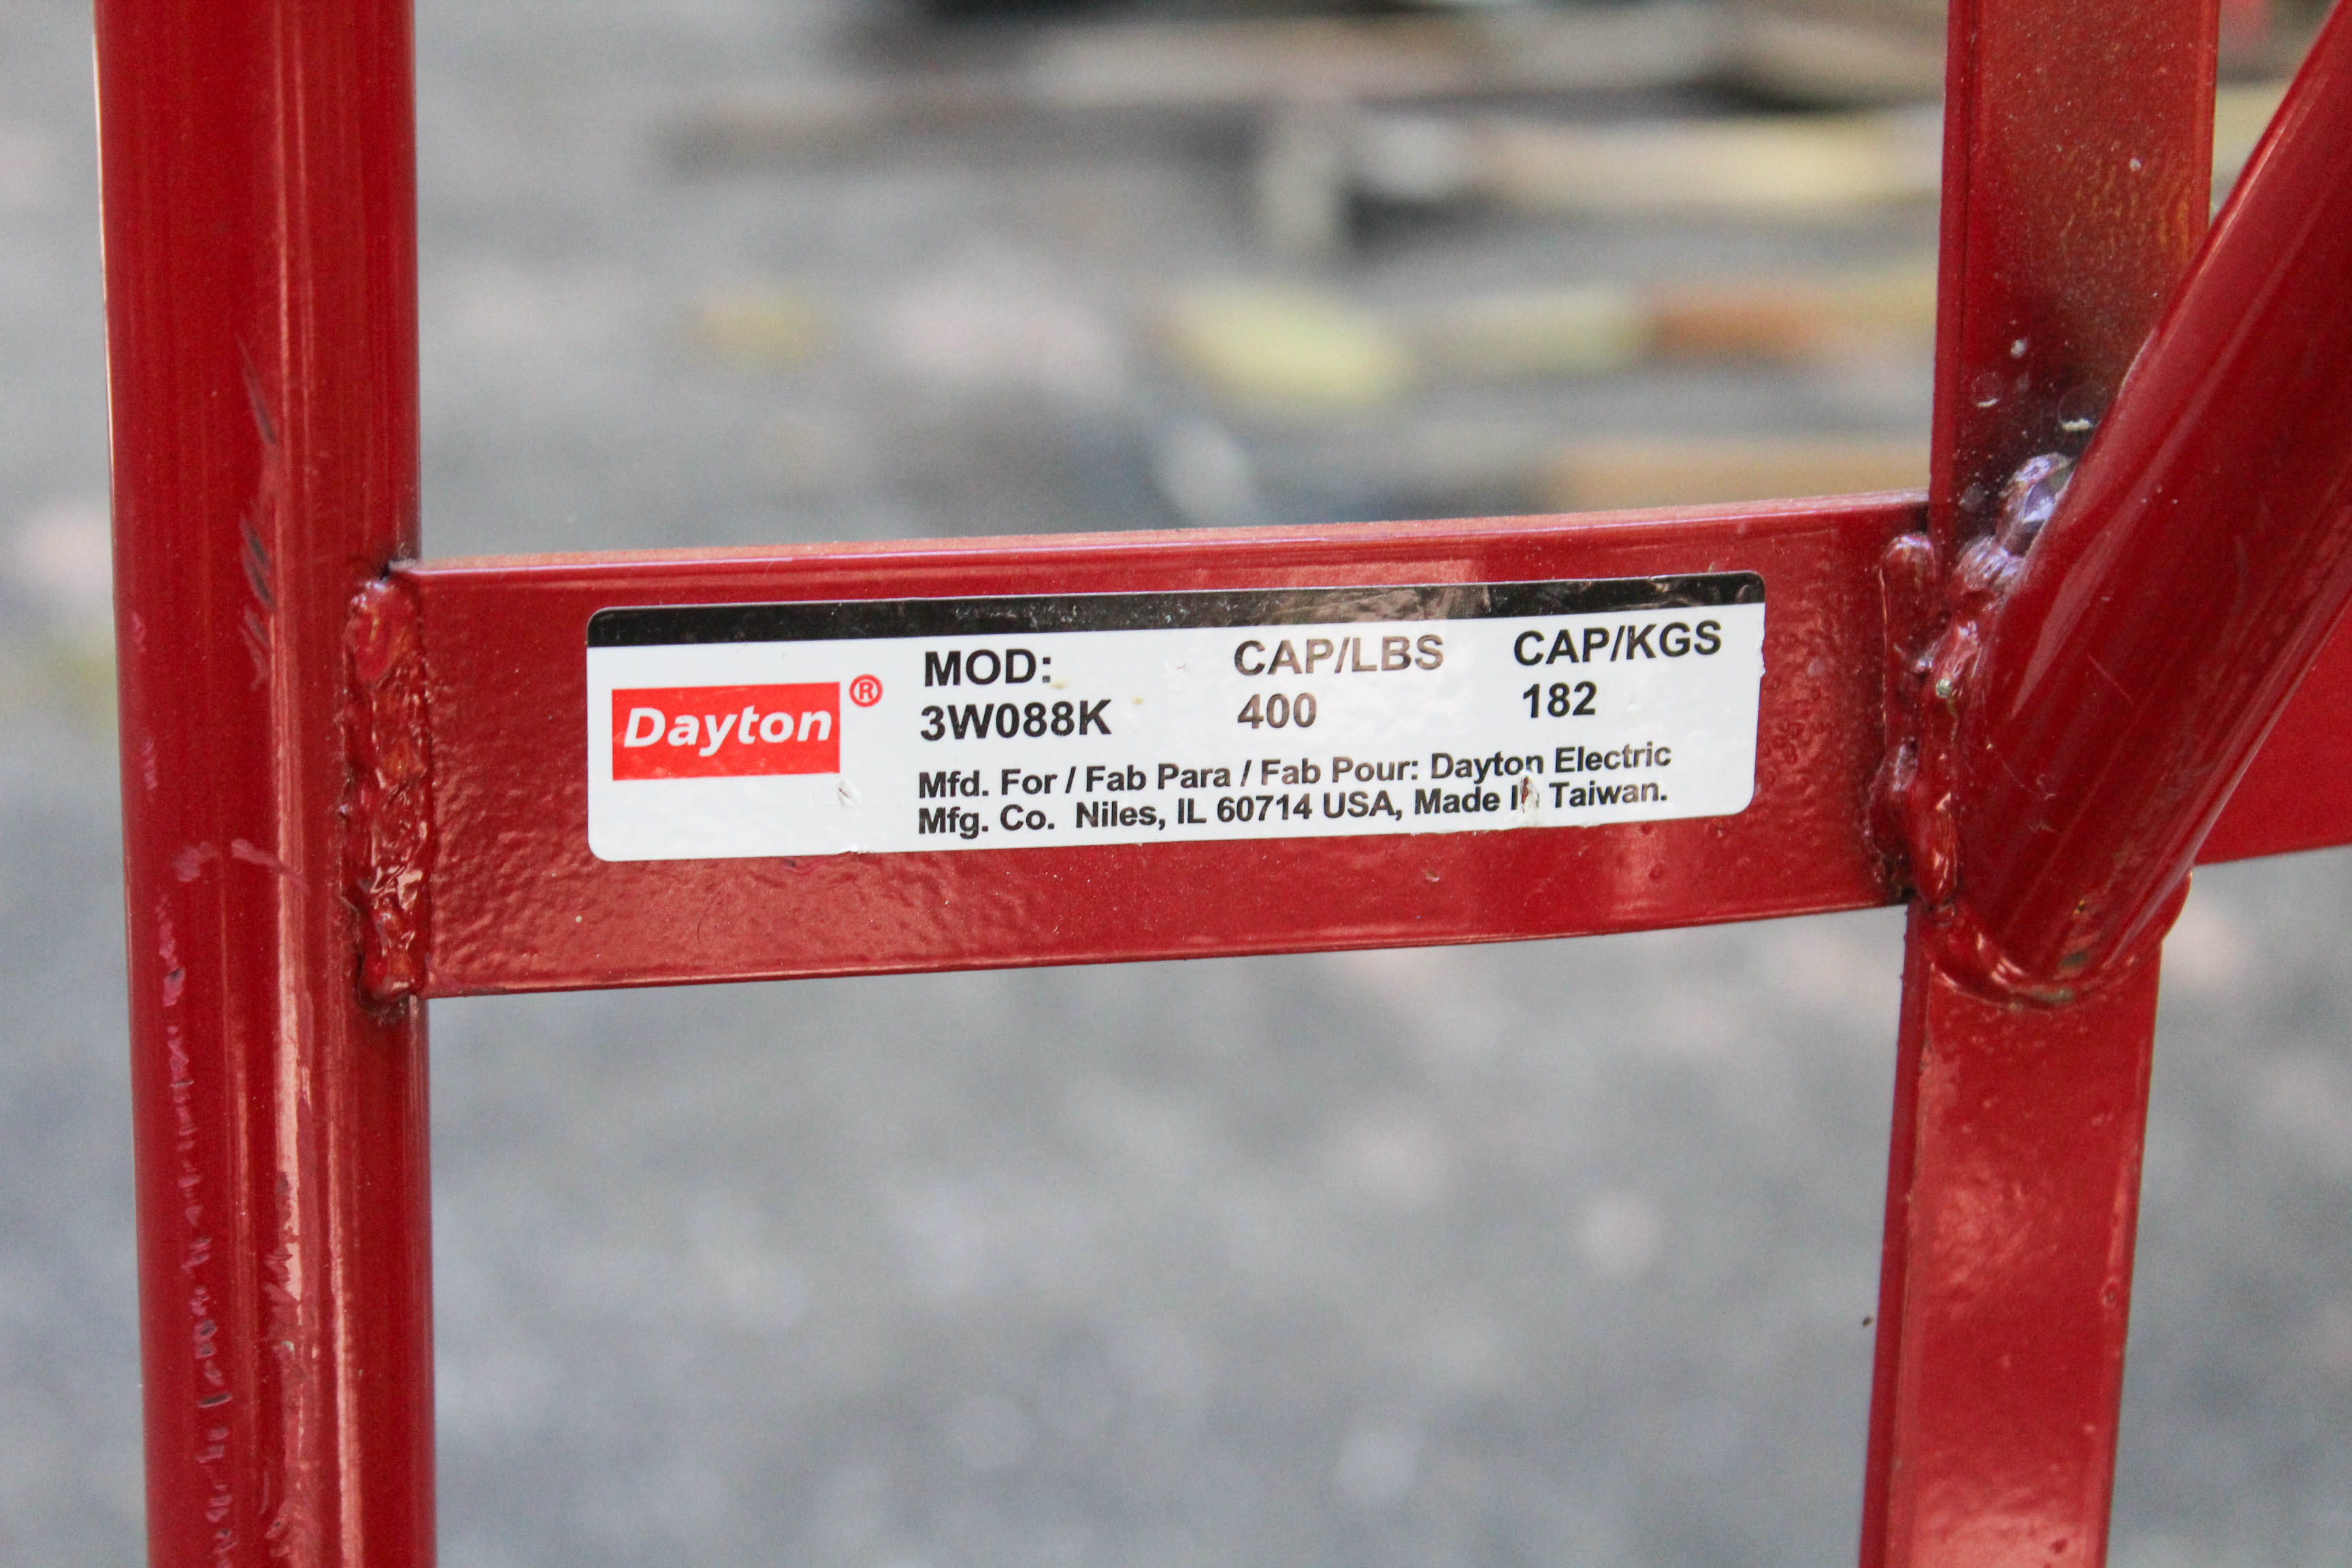 Dayton®
MOD: CAP/LBS CAP/KGS
3W088K 400 182
Mfd. For / Fab Para / Fab Pour: Dayton Electric
Mfg. Co. Niles, IL 60714 USA, Made In Taiwan.